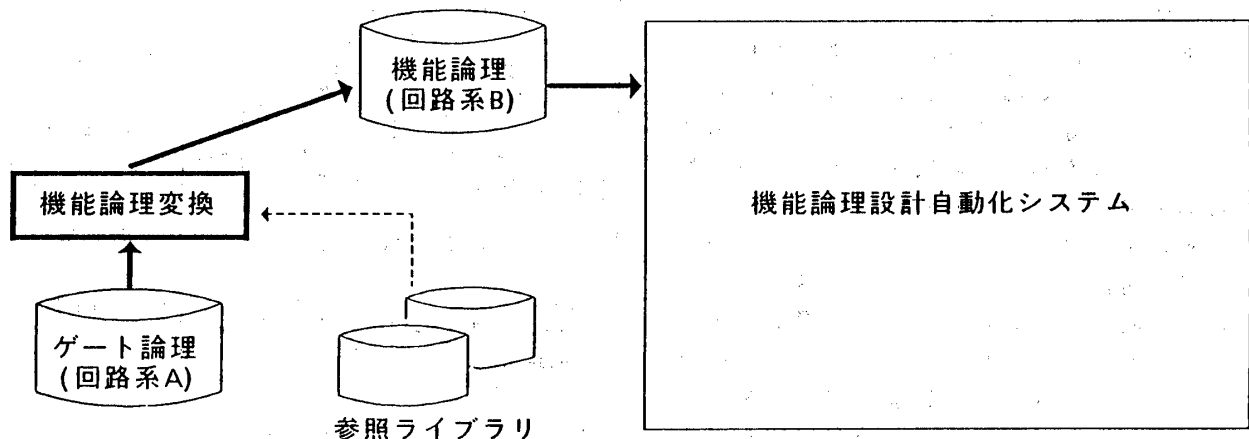 機能論理
(回路系B)
機能論理変換
機能論理設計自動化システム
ゲート論理
(回路系A)
参照ライブラリ